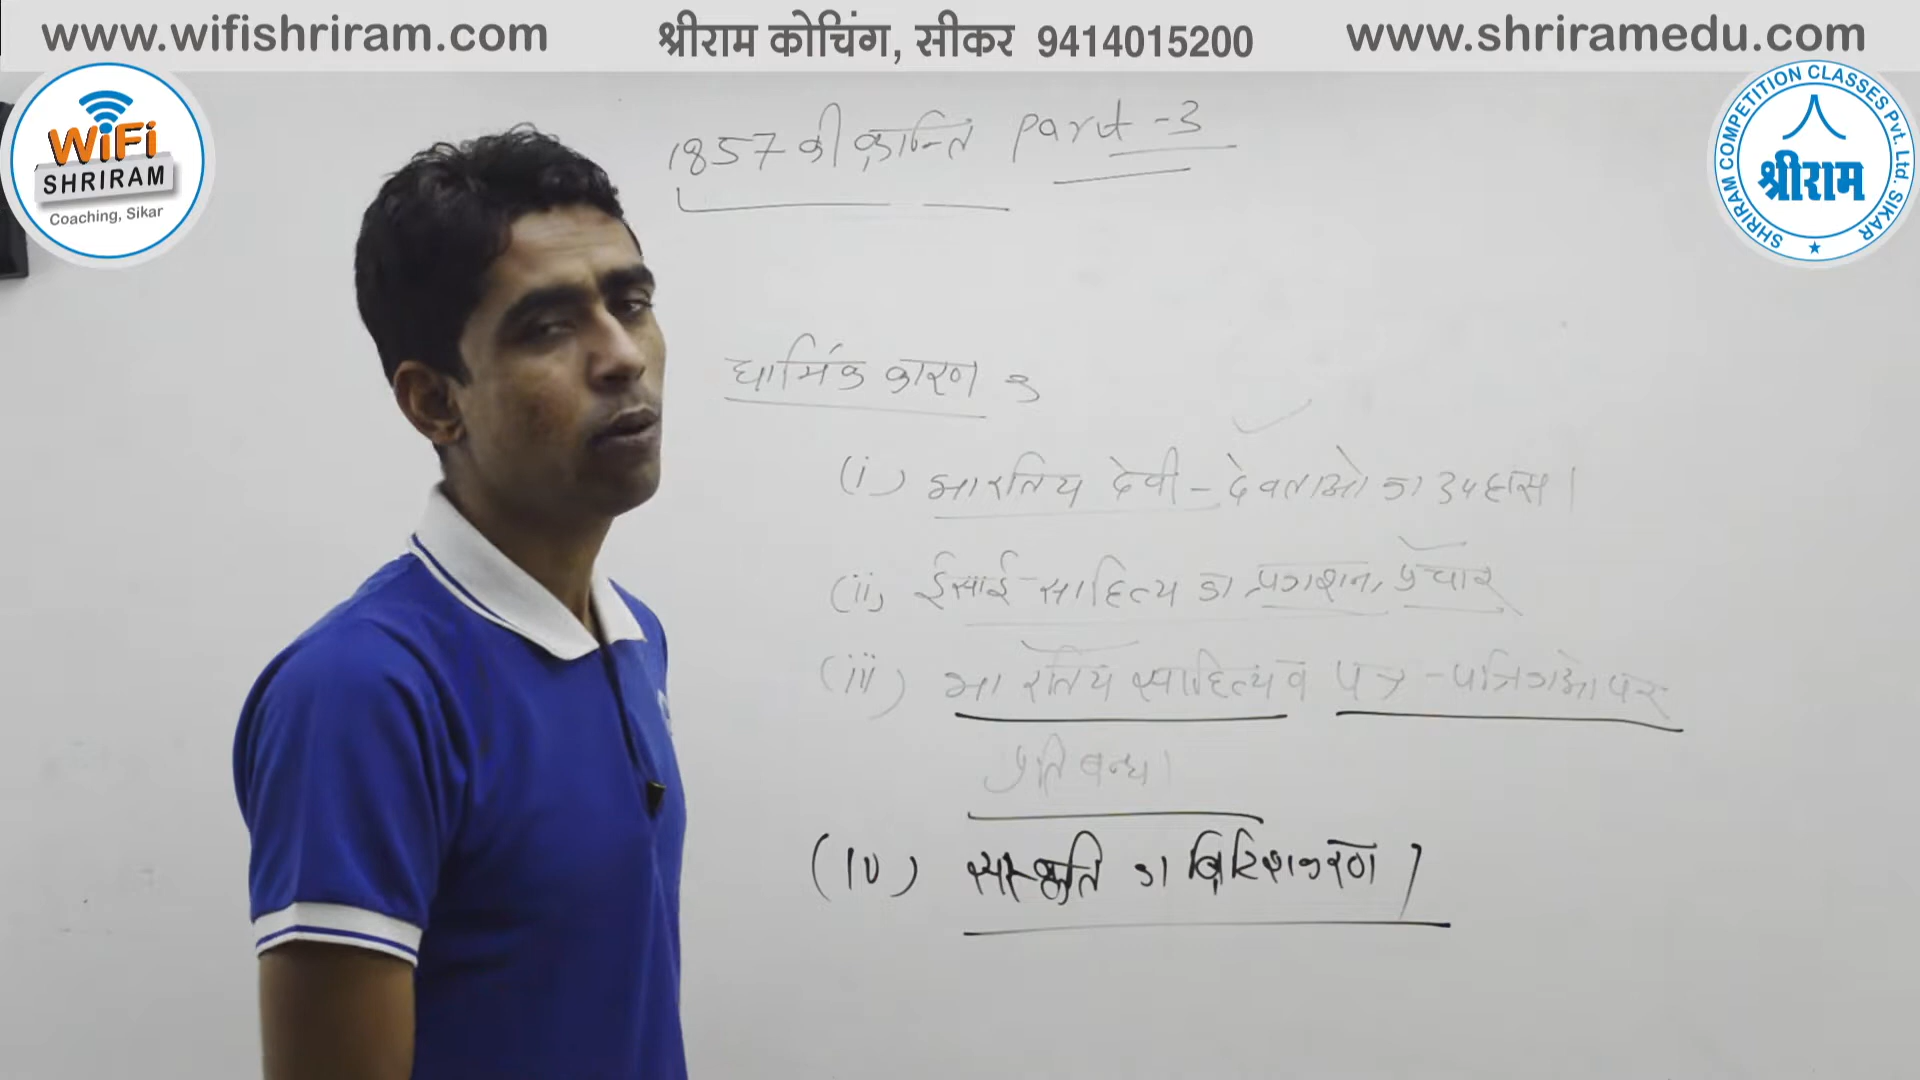 www.wifishriram.com
श्रीराम कोचिंग, सीकर 9414015200
www.shriramedu.com
WiFi
SHRIRAM
Coaching, Sikar
SHRIRAM COMPETITION CLASSES Pvt. Ltd. SIKAR
श्रीराम
1857 की क्रान्ति Part-3
धार्मिक कारण
(i) भारतिय देवी-देवताओ का उपहास।
(ii) ईसाई-साहित्य का प्रकाशन, प्रचार
(iii) भारतिय साहित्य व पत्र-पत्रिकाओ पर
प्रतिबन्ध।
(iv) का ब्रिटिशकरण।